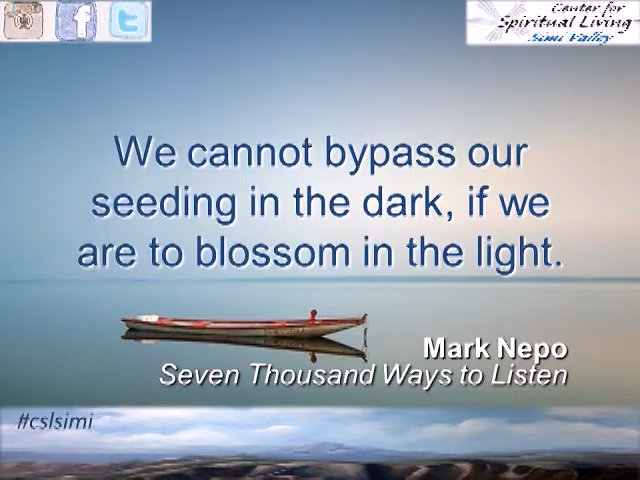 Center for
Spiritual Living
Simi Valley
We cannot bypass our
seeding in the dark, if we
are to blossom in the light.
Mark Nepo
Seven Thousand Ways to Listen
#cslsimi